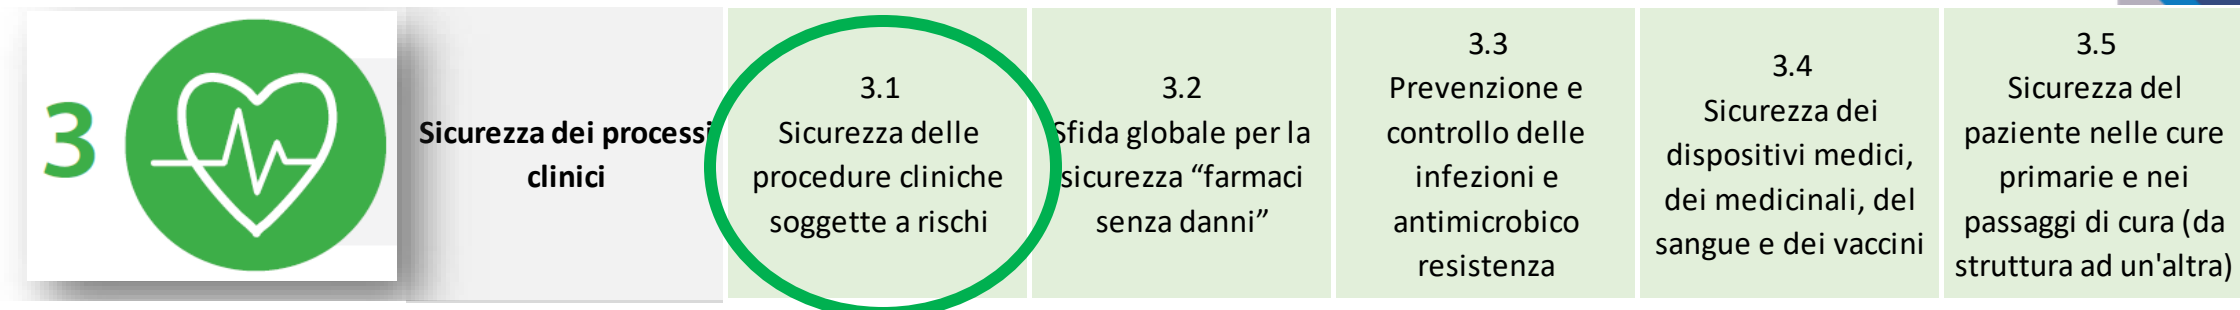 3
Sicurezza dei processi
clinici
3.1
Sicurezza delle
procedure cliniche
soggette a rischi
3.2
Sfida globale per la
sicurezza “farmaci
senza danni”
3.3
Prevenzione e
controllo delle
infezioni e
antimicrobico
resistenza
3.4
Sicurezza dei
dispositivi medici,
dei medicinali, del
sangue e dei vaccini
3.5
Sicurezza del
paziente nelle cure
primarie e nei
passaggi di cura (da
struttura ad un'altra)